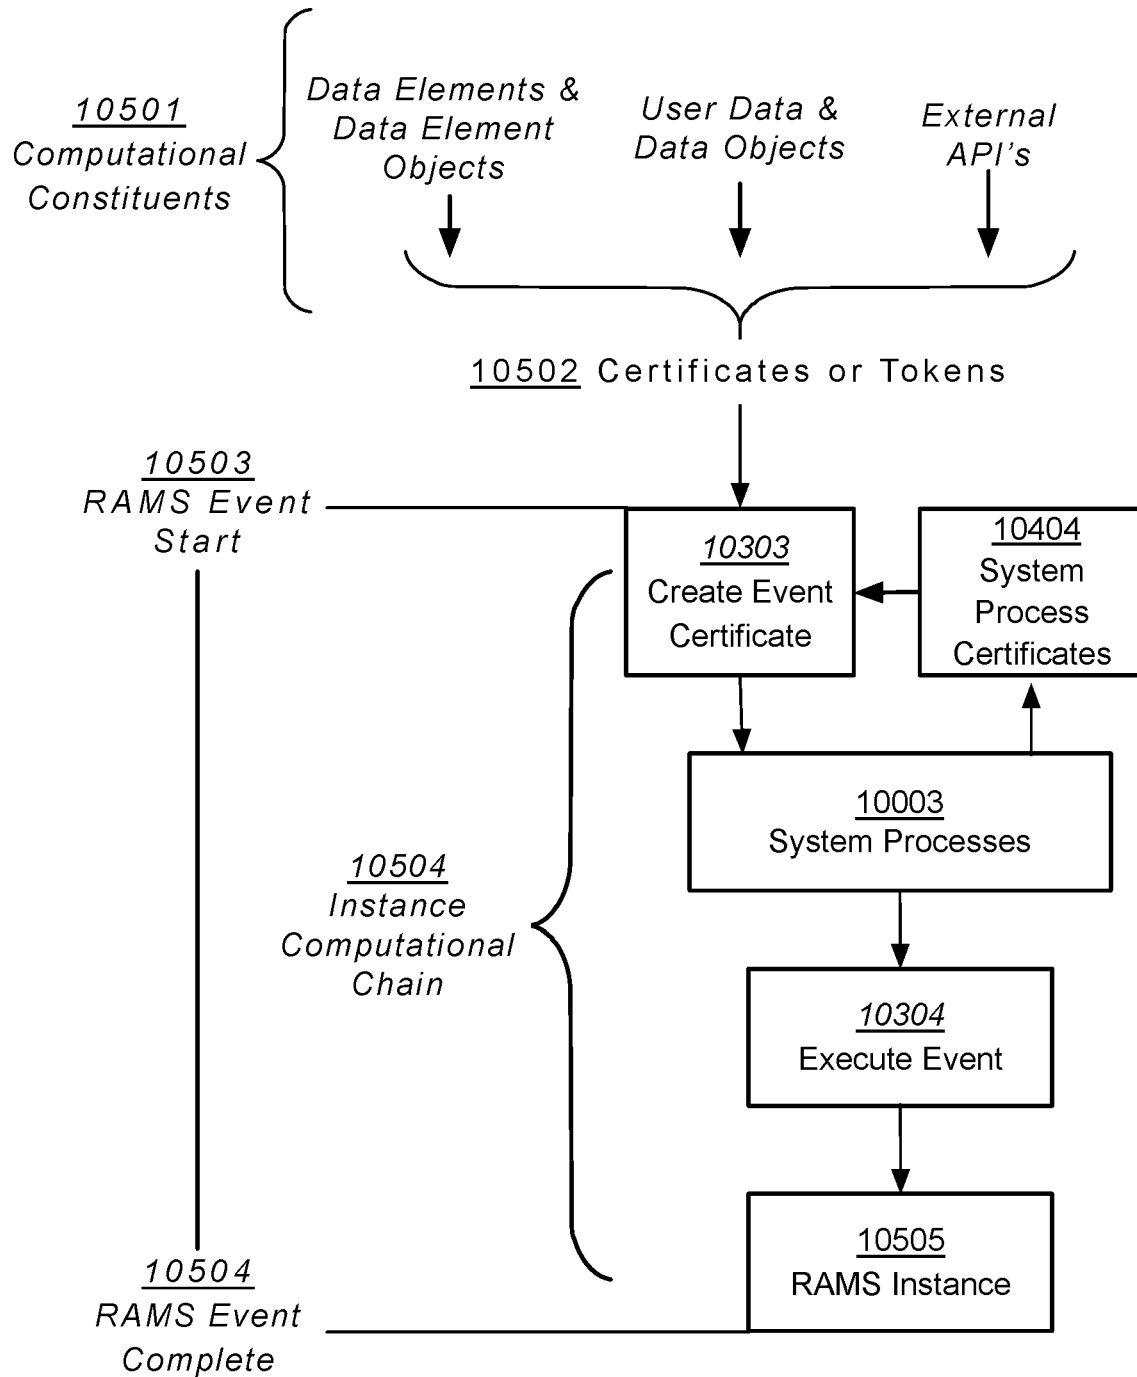 10501
Computational
Constituents
Data Elements &
Data Element
Objects
User Data &
Data Objects
External
API's
10502 Certificates or Tokens
10503
RAMS Event
Start
10303
Create Event
Certificate
10404
System
Process
Certificates
10003
System Processes
10504
Instance
Computational
Chain
10304
Execute Event
10505
RAMS Instance
10504
RAMS Event
Complete